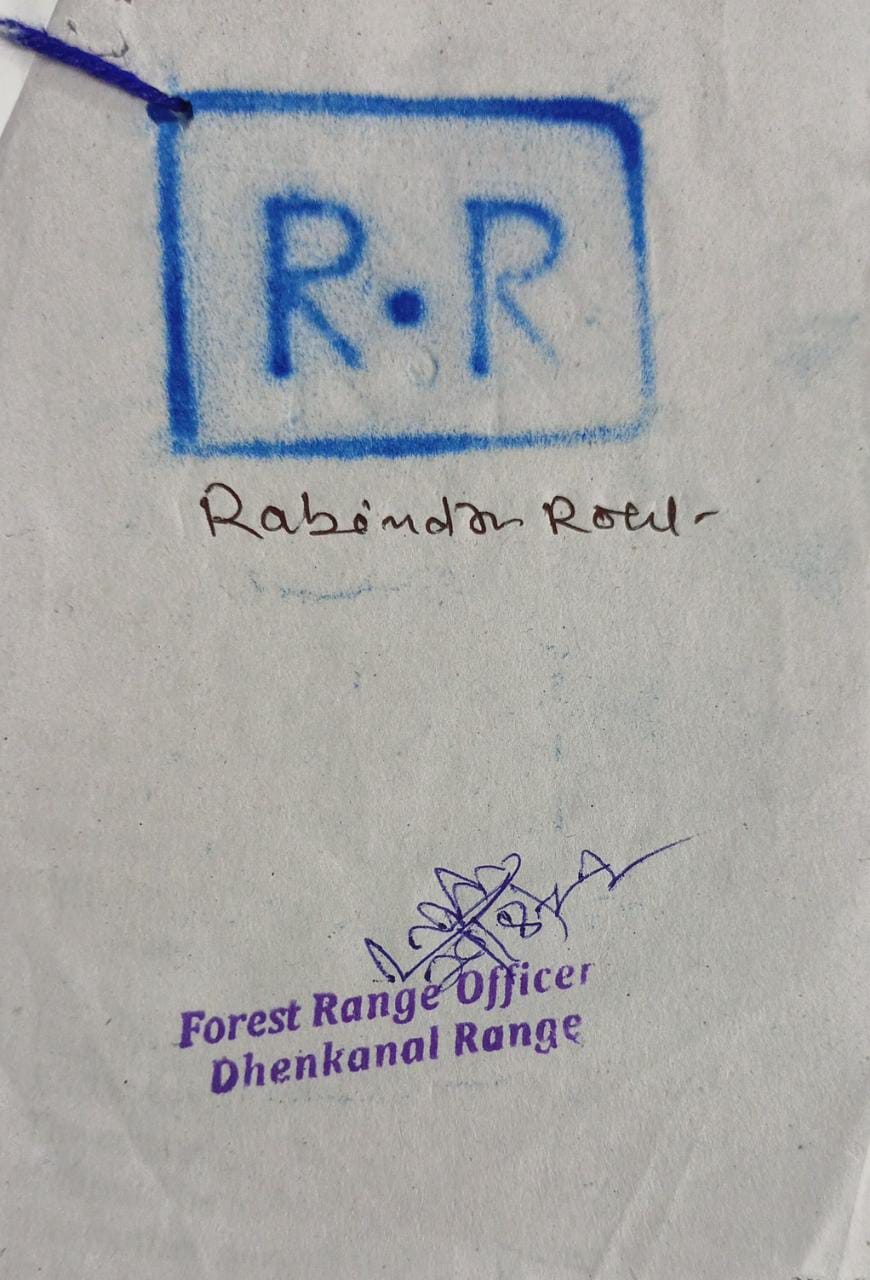 R·R
Rabindra Rout
Forest Range Officer
Dhenkanal Range